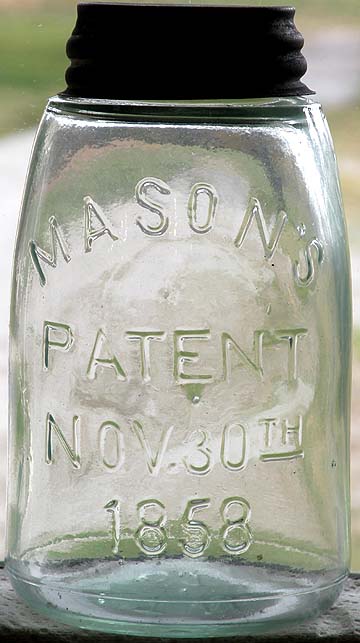 MASON'S
PATENT
NOV.30TH
1858